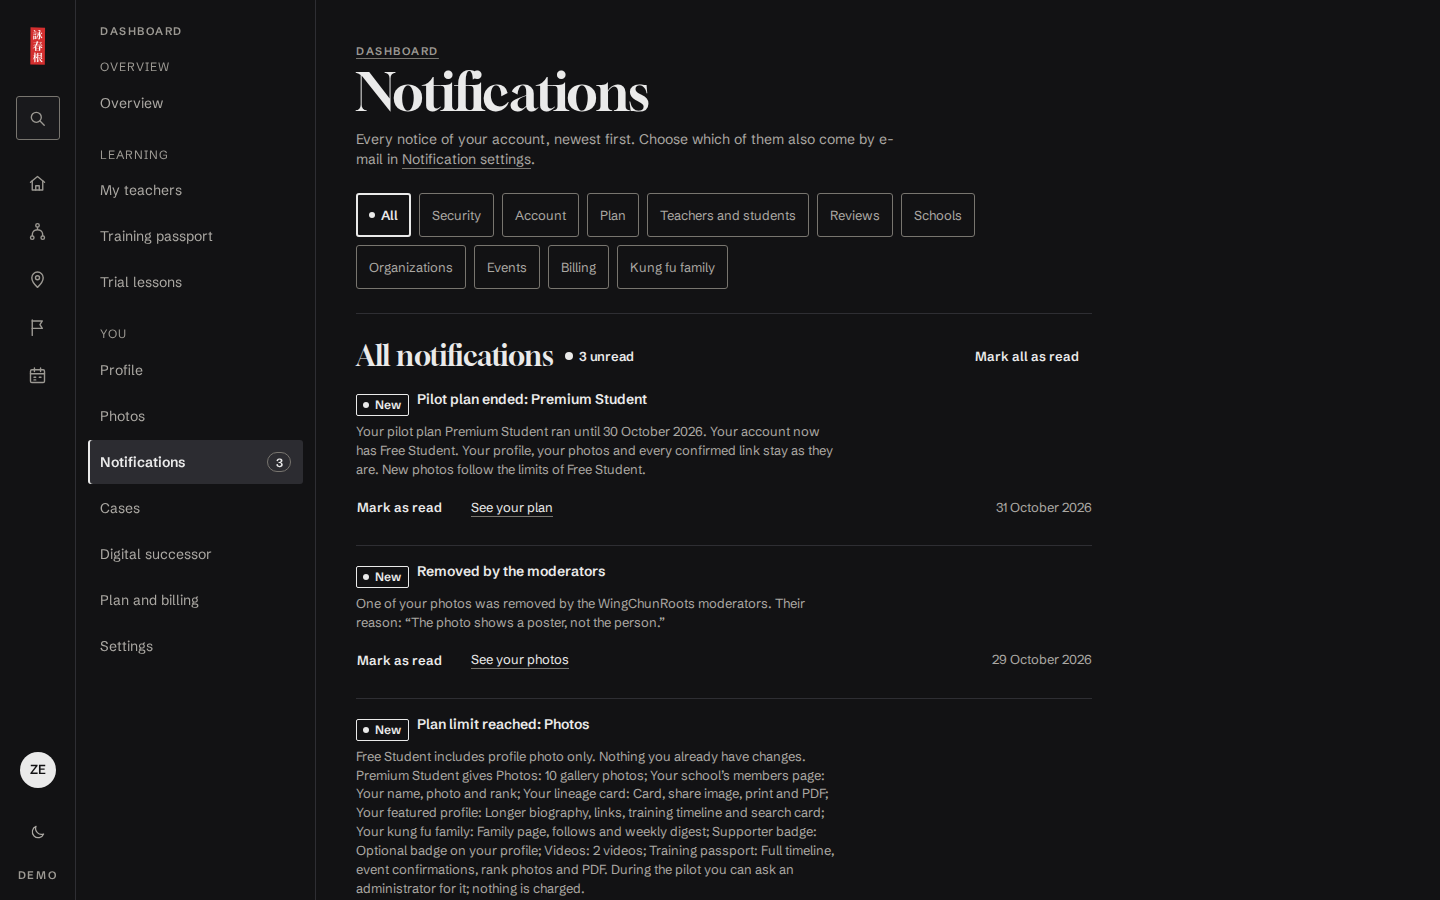 詠春根
DASHBOARD
OVERVIEW
Overview
LEARNING
My teachers
Training passport
Trial lessons
YOU
Profile
Photos
Notifications 3
Cases
Digital successor
Plan and billing
Settings
ZE
DEMO
DASHBOARD
Notifications
Every notice of your account, newest first. Choose which of them also come by e-
mail in Notification settings.
All Security Account Plan Teachers and students Reviews Schools
Organizations Events Billing Kung fu family
All notifications 3 unread Mark all as read
New Pilot plan ended: Premium Student
Your pilot plan Premium Student ran until 30 October 2026. Your account now
has Free Student. Your profile, your photos and every confirmed link stay as they
are. New photos follow the limits of Free Student.
Mark as read See your plan 31 October 2026
New Removed by the moderators
One of your photos was removed by the WingChunRoots moderators. Their
reason: “The photo shows a poster, not the person.”
Mark as read See your photos 29 October 2026
New Plan limit reached: Photos
Free Student includes profile photo only. Nothing you already have changes.
Premium Student gives Photos: 10 gallery photos; Your school’s members page:
Your name, photo and rank; Your lineage card: Card, share image, print and PDF;
Your featured profile: Longer biography, links, training timeline and search card;
Your kung fu family: Family page, follows and weekly digest; Supporter badge:
Optional badge on your profile; Videos: 2 videos; Training passport: Full timeline,
event confirmations, rank photos and PDF. During the pilot you can ask an
administrator for it; nothing is charged.